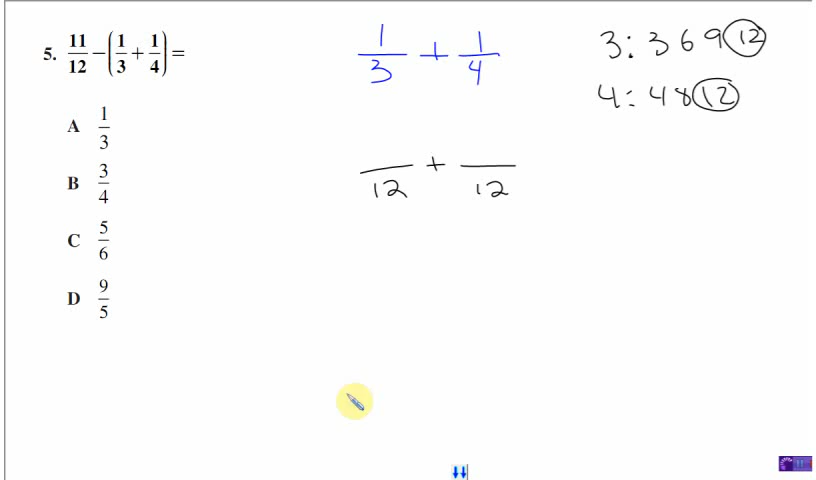 5. 11/12 − (1/3 + 1/4) =
A 1/3
B 3/4
C 5/6
D 9/5
1/3 + 1/4
/12 + /12
3: 3 6 9 12
4: 4 8 12